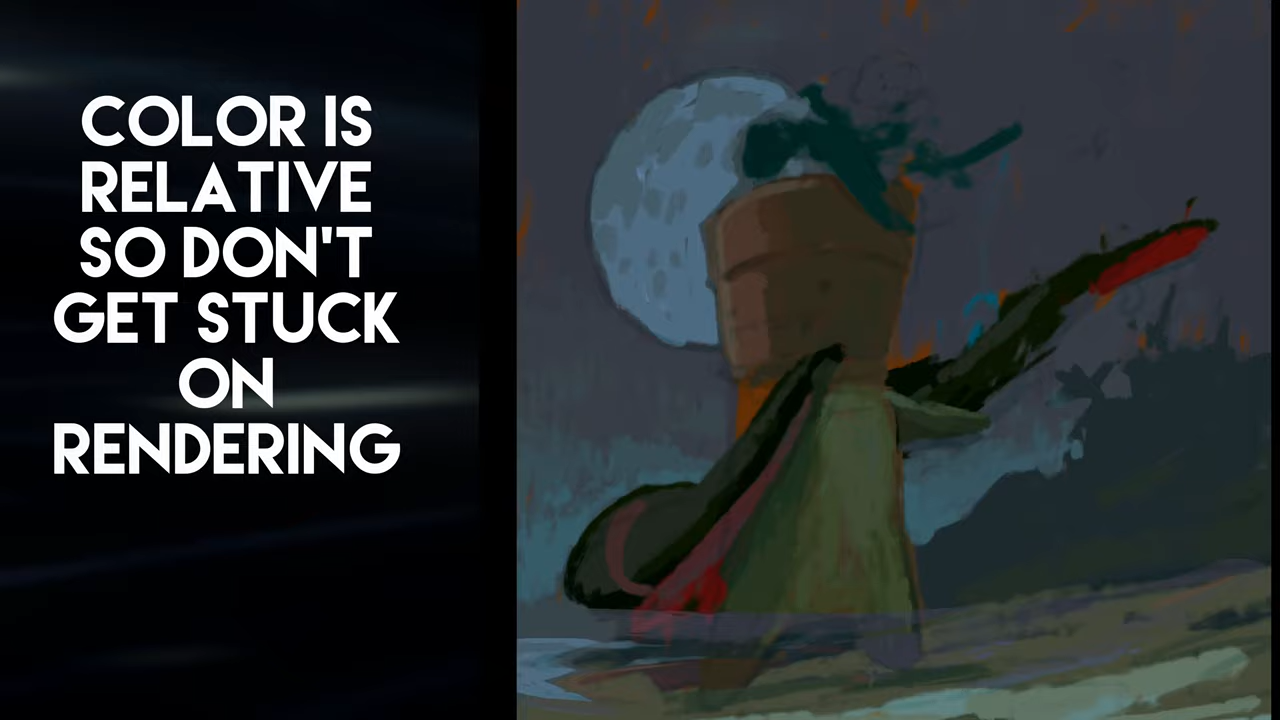 COLOR IS
RELATIVE
SO DON'T
GET STUCK
ON
RENDERING